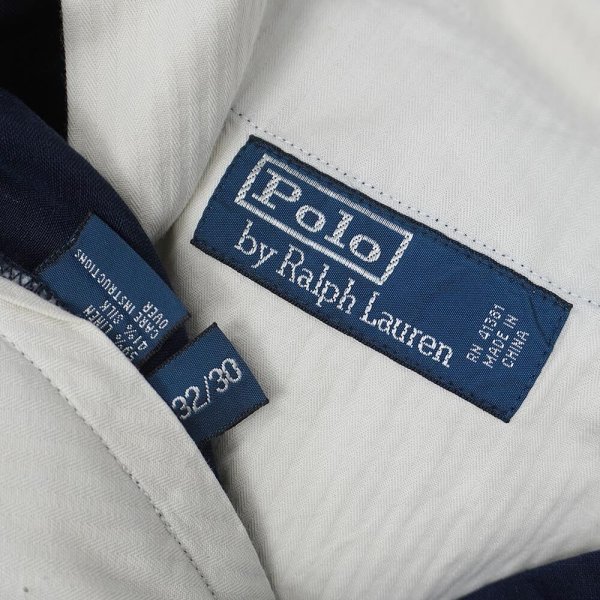 Polo
by Ralph Lauren
RN 41381
MADE IN
CHINA
59% LINEN
41% SILK
CARE INSTRUCTIONS
OVER
32/30